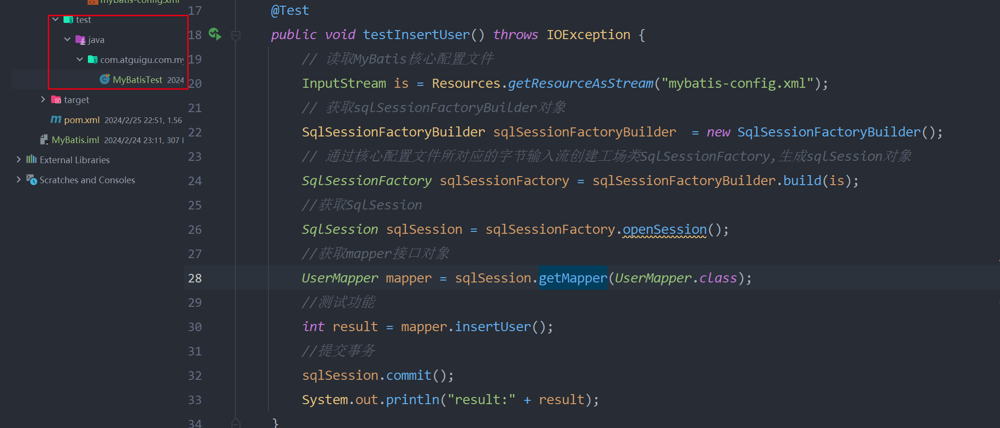 mybatis-config.xml
test
java
com.atguigu.com.my
MyBatisTest 2024
target
pom.xml 2024/2/25 22:51, 1.56
MyBatis.iml 2024/2/24 23:11, 307
External Libraries
Scratches and Consoles
17 @Test
18 public void testInsertUser() throws IOException {
19 // 读取MyBatis核心配置文件
20 InputStream is = Resources.getResourceAsStream("mybatis-config.xml");
21 // 获取sqlSessionFactoryBuilder对象
22 SqlSessionFactoryBuilder sqlSessionFactoryBuilder  = new SqlSessionFactoryBuilder();
23 // 通过核心配置文件所对应的字节输入流创建工场类SqlSessionFactory,生成sqlSession对象
24 SqlSessionFactory sqlSessionFactory = sqlSessionFactoryBuilder.build(is);
25 //获取SqlSession
26 SqlSession sqlSession = sqlSessionFactory.openSession();
27 //获取mapper接口对象
28 UserMapper mapper = sqlSession.getMapper(UserMapper.class);
29 //测试功能
30 int result = mapper.insertUser();
31 //提交事务
32 sqlSession.commit();
33 System.out.println("result:" + result);
34 }